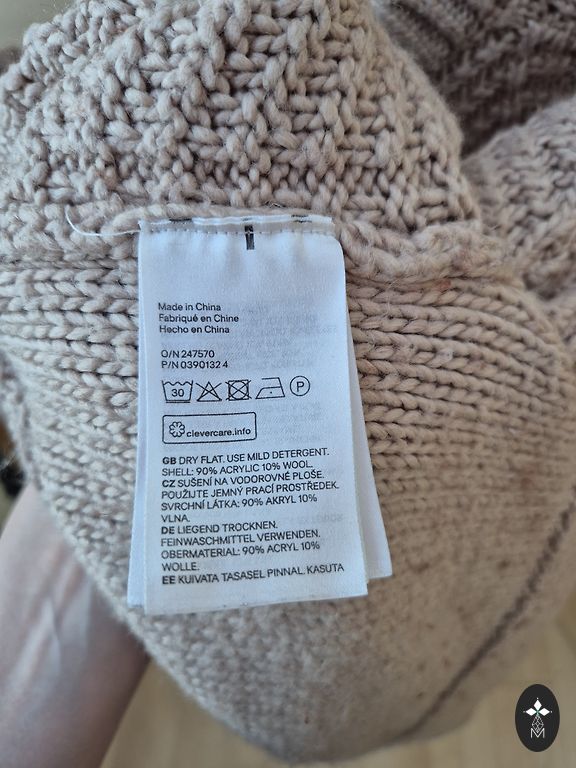 Made in China
Fabriqué en Chine
Hecho en China
O/N 247570
P/N 0390132 4
30 P
clevercare.info
GB DRY FLAT. USE MILD DETERGENT.
SHELL: 90% ACRYLIC 10% WOOL.
CZ SUŠENÍ NA VODOROVNÉ PLOŠE.
POUŽIJTE JEMNÝ PRACÍ PROSTŘEDEK.
SVRCHNÍ LÁTKA: 90% AKRYL 10%
VLNA.
DE LIEGEND TROCKNEN.
FEINWASCHMITTEL VERWENDEN.
OBERMATERIAL: 90% ACRYL 10%
WOLLE.
EE KUIVATA TASASEL PINNAL. KASUTA
M